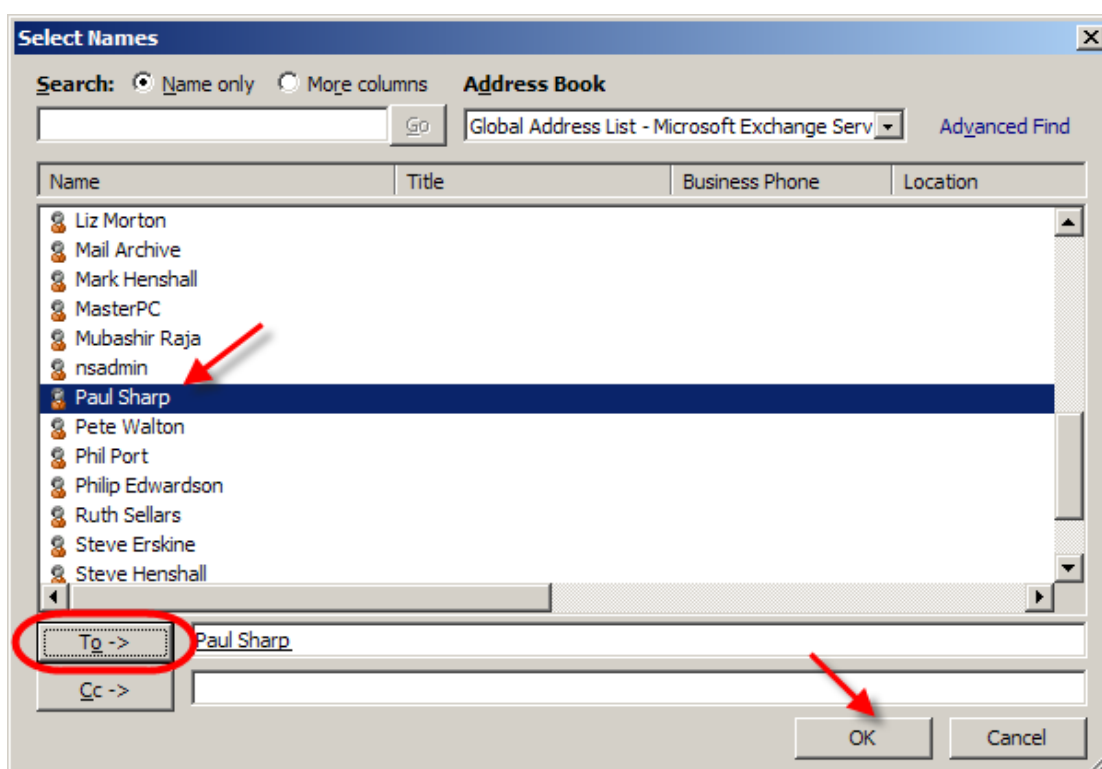 Select Names
Search: Name only More columns Address Book
Go Global Address List - Microsoft Exchange Serv Advanced Find
Name Title Business Phone Location
Liz Morton
Mail Archive
Mark Henshall
MasterPC
Mubashir Raja
nsadmin
Paul Sharp
Pete Walton
Phil Port
Philip Edwardson
Ruth Sellars
Steve Erskine
Steve Henshall
To -> Paul Sharp
Cc ->
OK Cancel